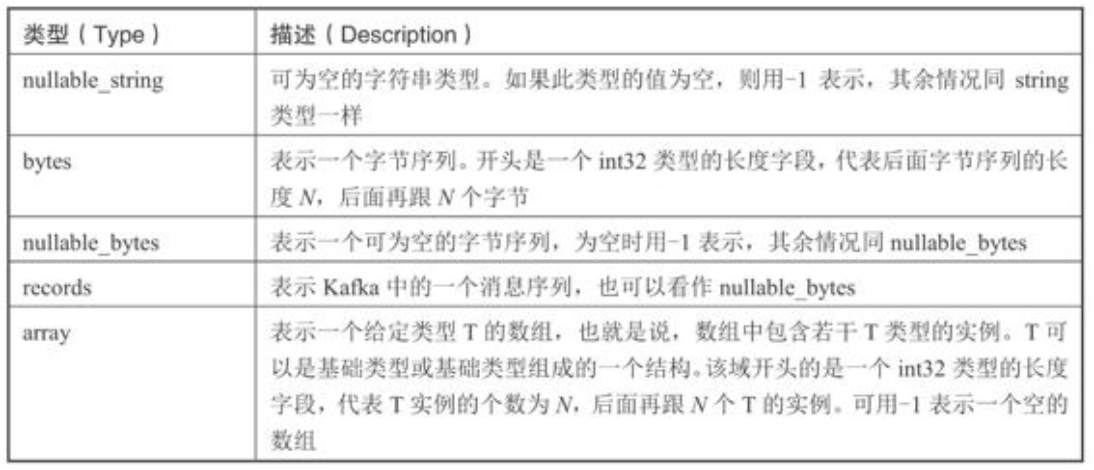 类型（Type） 描述（Description）
nullable_string 可为空的字符串类型。如果此类型的值为空，则用-1 表示，其余情况同 string
类型一样
bytes 表示一个字节序列。开头是一个 int32 类型的长度字段，代表后面字节序列的长
度 N，后面再跟 N 个字节
nullable_bytes 表示一个可为空的字节序列，为空时用-1 表示，其余情况同 nullable_bytes
records 表示 Kafka 中的一个消息序列，也可以看作 nullable_bytes
array 表示一个给定类型 T 的数组，也就是说，数组中包含若干 T 类型的实例。T 可
以是基础类型或基础类型组成的一个结构。该域开头的是一个 int32 类型的长度
字段，代表 T 实例的个数为 N，后面再跟 N 个 T 的实例。可用-1 表示一个空的
数组